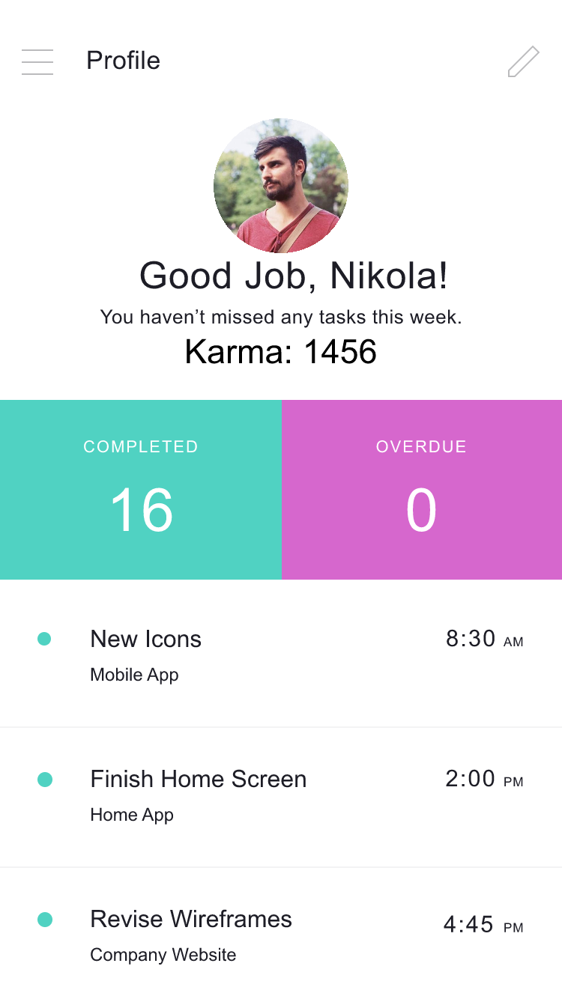 Profile
Good Job, Nikola!
You haven’t missed any tasks this week.
Karma: 1456
COMPLETED
OVERDUE
16
0
New Icons
8:30 AM
Mobile App
Finish Home Screen
2:00 PM
Home App
Revise Wireframes
4:45 PM
Company Website